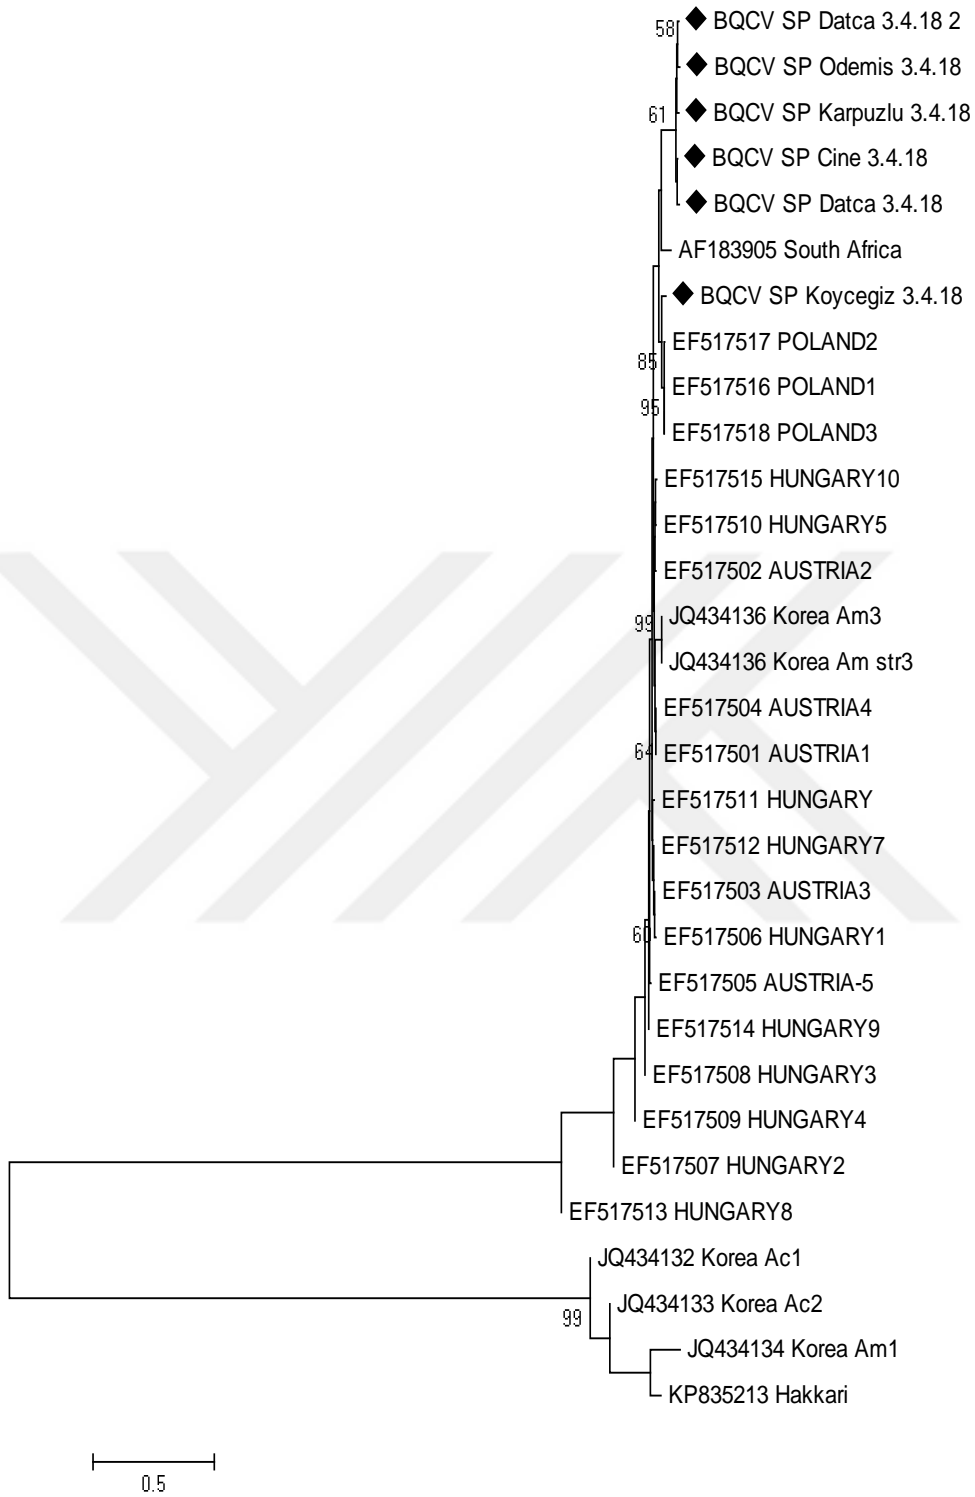 58
BQCV SP Datca 3.4.18 2
BQCV SP Odemis 3.4.18
61
BQCV SP Karpuzlu 3.4.18
BQCV SP Cine 3.4.18
BQCV SP Datca 3.4.18
AF183905 South Africa
BQCV SP Koycegiz 3.4.18
EF517517 POLAND2
85
EF517516 POLAND1
95
EF517518 POLAND3
EF517515 HUNGARY10
EF517510 HUNGARY5
EF517502 AUSTRIA2
99
JQ434136 Korea Am3
JQ434136 Korea Am str3
EF517504 AUSTRIA4
64
EF517501 AUSTRIA1
EF517511 HUNGARY
EF517512 HUNGARY7
EF517503 AUSTRIA3
60
EF517506 HUNGARY1
EF517505 AUSTRIA-5
EF517514 HUNGARY9
EF517508 HUNGARY3
EF517509 HUNGARY4
EF517507 HUNGARY2
EF517513 HUNGARY8
JQ434132 Korea Ac1
JQ434133 Korea Ac2
99
JQ434134 Korea Am1
KP835213 Hakkari
0.5